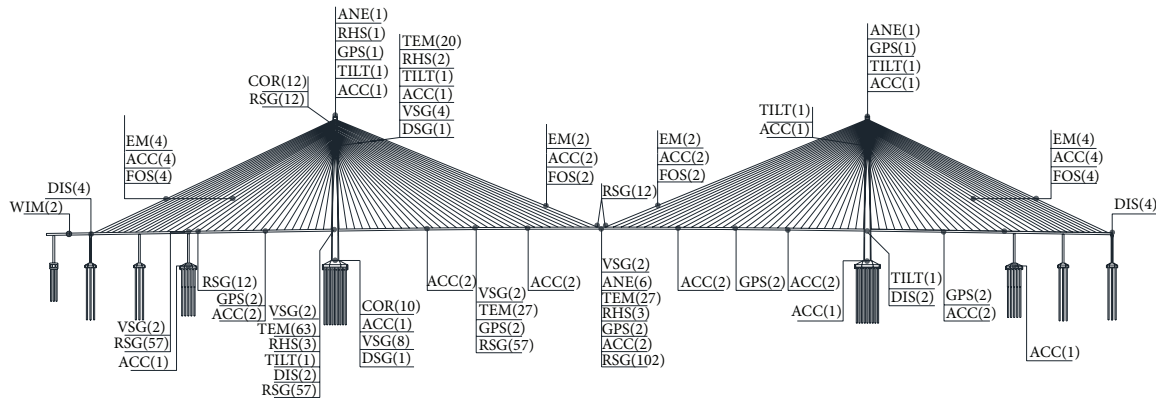 ANE(1)
RHS(1)
GPS(1)
TILT(1)
ACC(1)
TEM(20)
RHS(2)
TILT(1)
ACC(1)
VSG(4)
DSG(1)
COR(12)
RSG(12)
ANE(1)
GPS(1)
TILT(1)
ACC(1)
TILT(1)
ACC(1)
EM(4)
ACC(4)
FOS(4)
EM(2)
ACC(2)
FOS(2)
EM(2)
ACC(2)
FOS(2)
EM(4)
ACC(4)
FOS(4)
DIS(4)
WIM(2)
RSG(12)
DIS(4)
RSG(12)
GPS(2)
ACC(2)
VSG(2)
RSG(57)
ACC(1)
VSG(2)
TEM(63)
RHS(3)
TILT(1)
DIS(2)
RSG(57)
COR(10)
ACC(1)
VSG(8)
DSG(1)
ACC(2)
VSG(2)
TEM(27)
GPS(2)
RSG(57)
ACC(2)
VSG(2)
ANE(6)
TEM(27)
RHS(3)
GPS(2)
ACC(2)
RSG(102)
ACC(2)
GPS(2)
ACC(2)
ACC(1)
TILT(1)
DIS(2)
GPS(2)
ACC(2)
ACC(1)